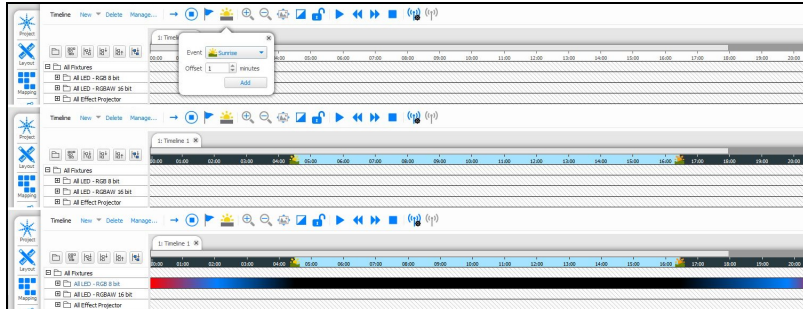 Timeline New Delete Manage...
Project
1: Timeli
Event Sunrise
Offset 1 minutes
Add
Layout
00:00 01:00 05:00 06:00 07:00 08:00 09:00 10:00 11:00 12:00 13:00 14:00 15:00 16:00 17:00 18:00 19:00 20:00
All Fixtures
All LED - RGB 8 bit
Mapping
All LED - RGBAW 16 bit
All Effect Projector
Timeline New Delete Manage...
Project
1: Timeline 1
Layout
00:00 01:00 02:00 03:00 04:00 05:00 06:00 07:00 08:00 09:00 10:00 11:00 12:00 13:00 14:00 15:00 16:00 17:00 18:00 19:00 20:00
All Fixtures
All LED - RGB 8 bit
Mapping
All LED - RGBAW 16 bit
All Effect Projector
Timeline New Delete Manage...
Project
1: Timeline 1
Layout
00:00 01:00 02:00 03:00 04:00 05:00 06:00 07:00 08:00 09:00 10:00 11:00 12:00 13:00 14:00 15:00 16:00 17:00 18:00 19:00 20:00
All Fixtures
All LED - RGB 8 bit
Mapping
All LED - RGBAW 16 bit
All Effect Projector